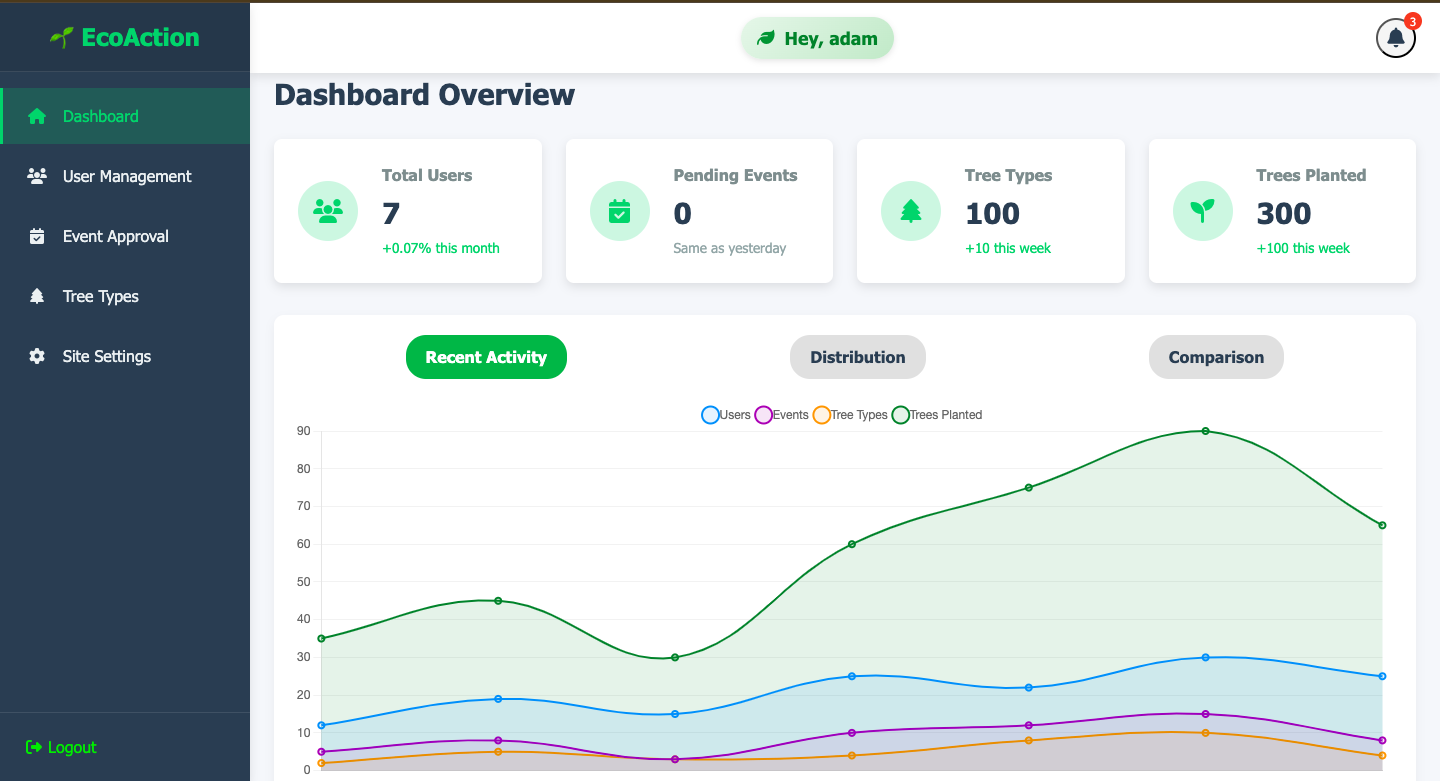 EcoAction
Hey, adam
3
Dashboard
User Management
Event Approval
Tree Types
Site Settings
Logout
Dashboard Overview
Total Users
7
+0.07% this month
Pending Events
0
Same as yesterday
Tree Types
100
+10 this week
Trees Planted
300
+100 this week
Recent Activity Distribution Comparison
Users Events Tree Types Trees Planted
90
80
70
60
50
40
30
20
10
0